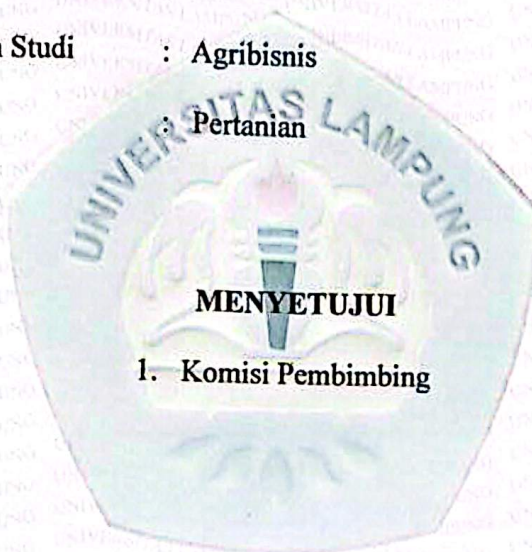 Studi : Agribisnis
: Pertanian
UNIVERSITAS LAMPUNG
MENYETUJUI
1. Komisi Pembimbing